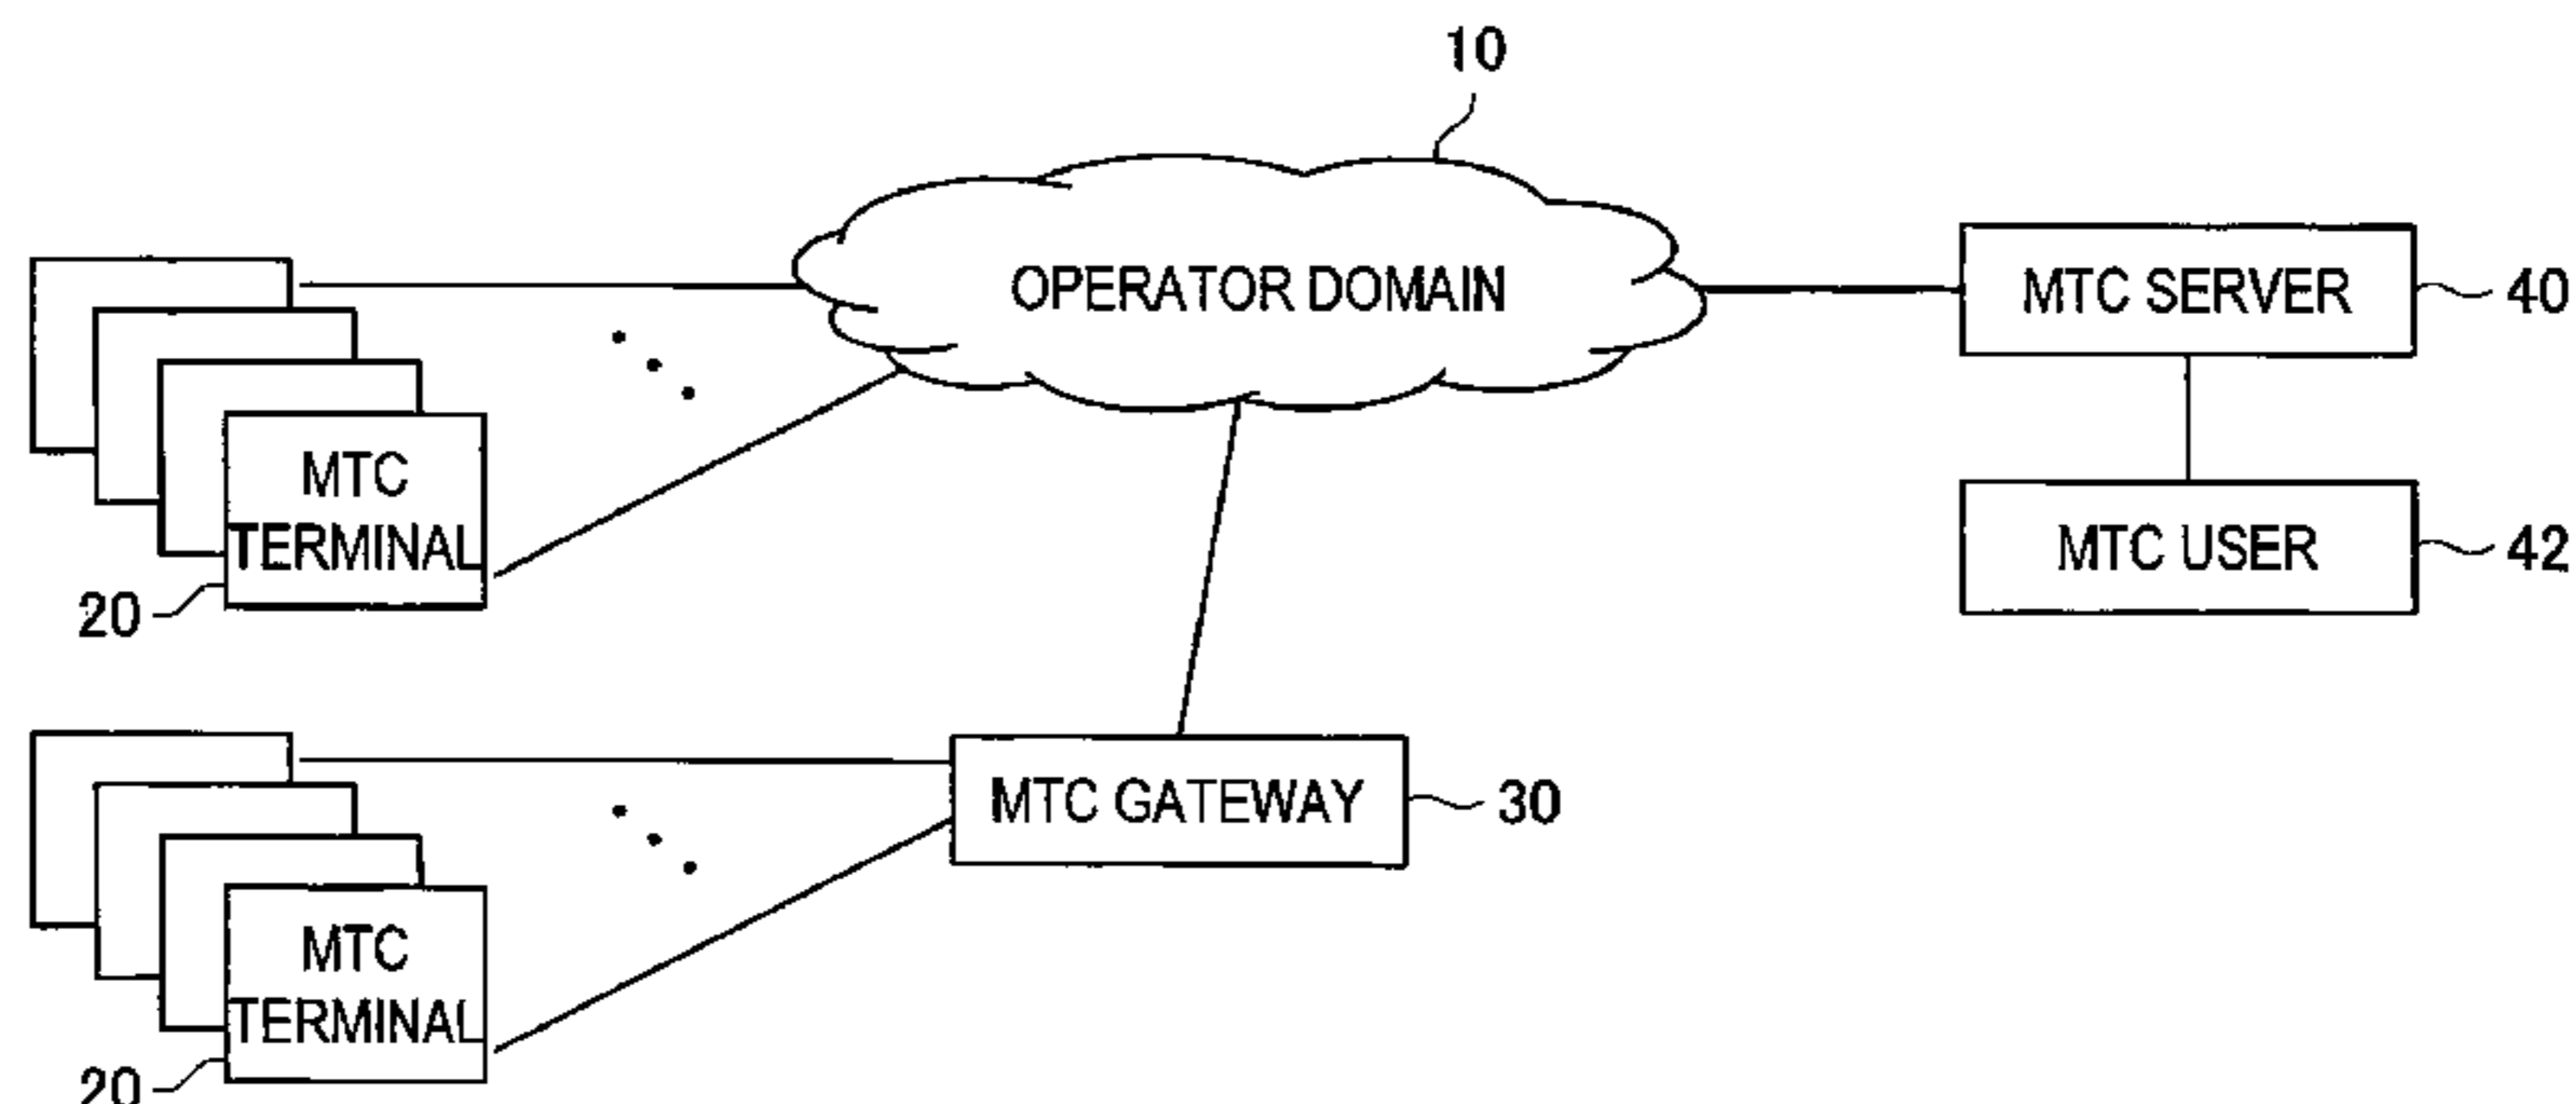 10
OPERATOR DOMAIN
MTC SERVER
40
MTC
TERMINAL
20
MTC USER
42
MTC GATEWAY
30
MTC
TERMINAL
20